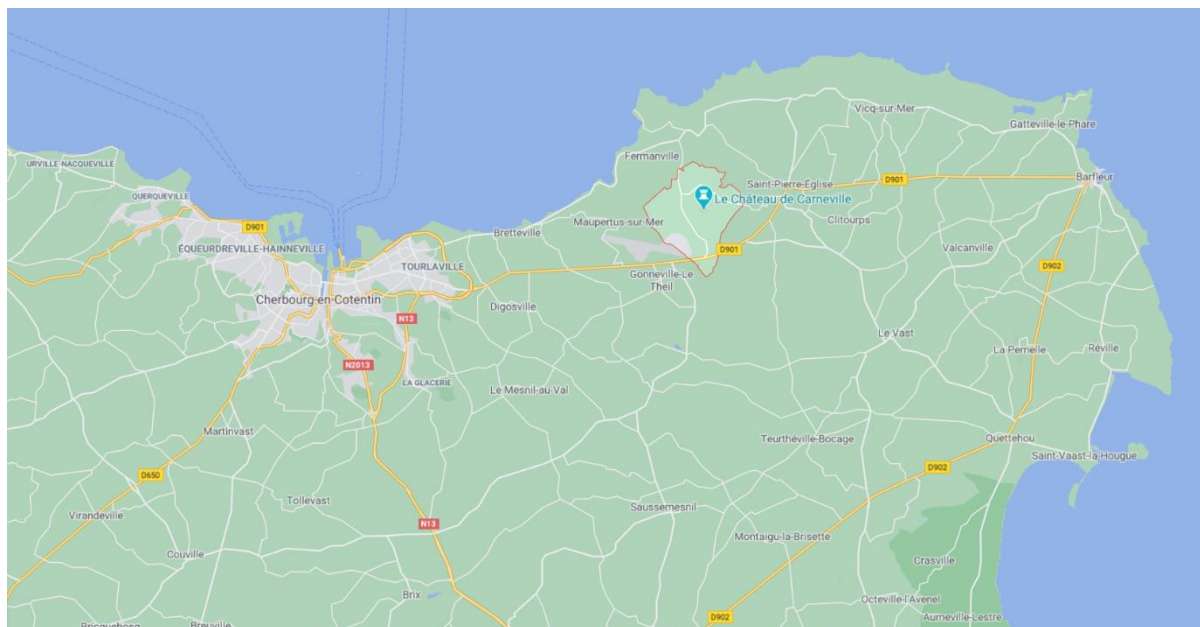 Vicq-sur-Mer
Gatteville-le-Phare
Fermanville
URVILLE-NACQUEVILLE
QUERQUEVILLE
Saint-Pierre-Église
D901
Barfleur
Le Château de Carneville
Maupertus-sur-Mer
Clitourps
D901
Bretteville
ÉQUEURDREVILLE-HAINNEVILLE
D901
Valcanville
TOURLAVILLE
Gonneville-Le
Theil
D902
Cherbourg-en-Cotentin
Digosville
N13
Le Vast
La Pernelle
Réville
N2013
LA GLACERIE
Le Mesnil-au-Val
Martinvast
Teurthéville-Bocage
Quettehou
Saint-Vaast-la-Hougue
D650
D902
Tollevast
Saussemesnil
Virandeville
N13
Montaigu-la-Brisette
Couville
Crasville
Brix
Octeville-l'Avenel
D902
Aumeville-Lestre